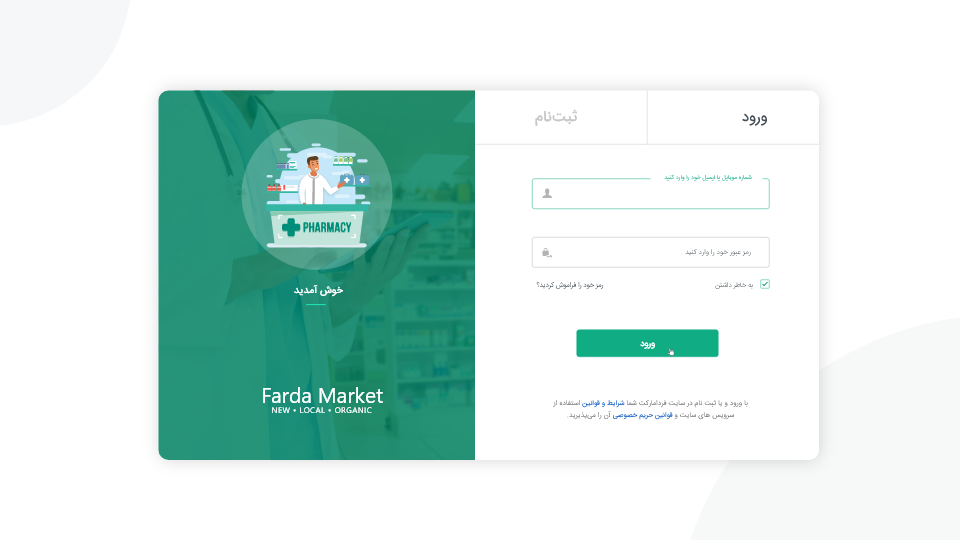 ورود
ثبت‌نام
شماره موبایل یا ایمیل خود را وارد کنید
رمز عبور خود را وارد کنید
به خاطر داشتن
رمز خود را فراموش کردید؟
ورود
با ورود و یا ثبت نام در سایت فردامارکت شما شرایط و قوانین استفاده از
سرویس های سایت و قوانین حریم خصوصی آن را می‌پذیرید.
PHARMACY
خوش آمدید
Farda Market
NEW • LOCAL • ORGANIC